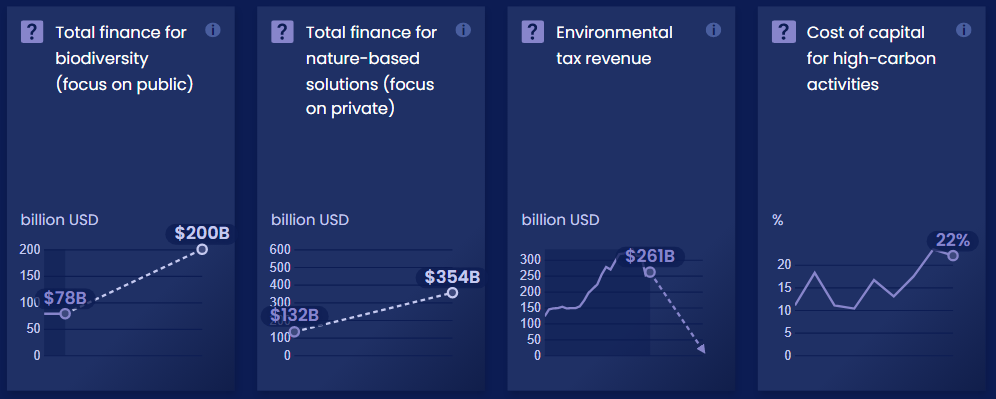 ?
Total finance for
biodiversity
(focus on public)
i
billion USD
$200B
200
150
100
$78B
50
0
?
Total finance for
nature-based
solutions (focus
on private)
i
billion USD
600
500
400
$354B
300
200
$132B
100
0
?
Environmental
tax revenue
i
billion USD
$261B
300
250
200
150
100
50
0
?
Cost of capital
for high-carbon
activities
i
%
22%
20
15
10
5
0